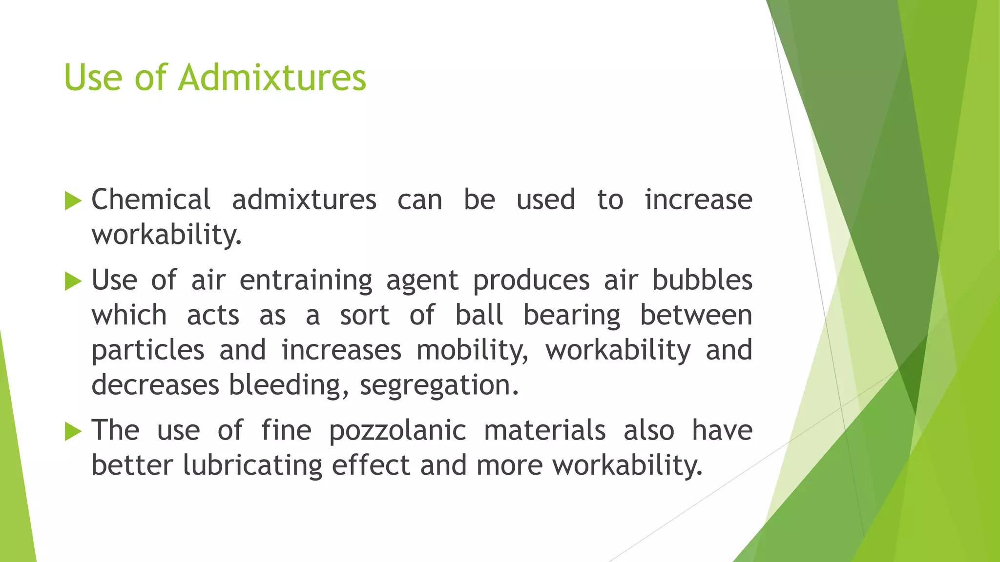 Use of Admixtures
Chemical admixtures can be used to increase
workability.
Use of air entraining agent produces air bubbles
which acts as a sort of ball bearing between
particles and increases mobility, workability and
decreases bleeding, segregation.
The use of fine pozzolanic materials also have
better lubricating effect and more workability.